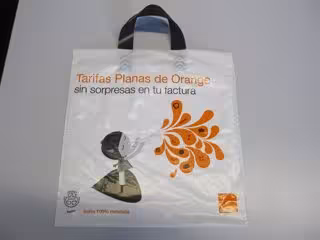 Tarifas Planas de Orange
sin sorpresas en tu factura